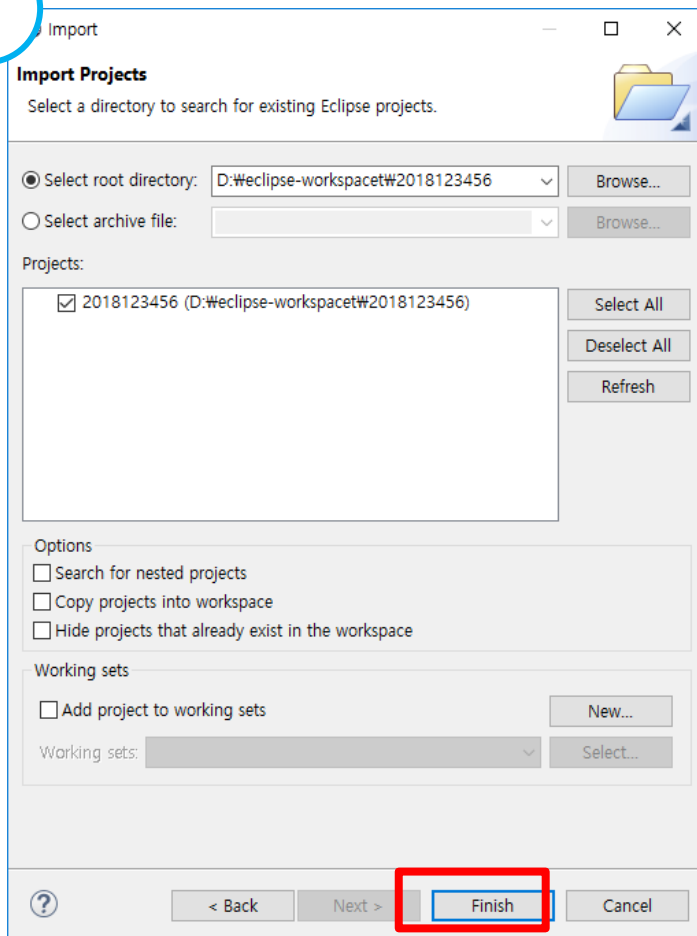 Import
Import Projects
Select a directory to search for existing Eclipse projects.
Select root directory: D:₩eclipse-workspacet₩2018123456 Browse...
Select archive file: Browse...
Projects:
2018123456 (D:₩eclipse-workspacet₩2018123456) Select All
Deselect All
Refresh
Options
Search for nested projects
Copy projects into workspace
Hide projects that already exist in the workspace
Working sets
Add project to working sets New...
Working sets: Select...
? < Back Next > Finish Cancel